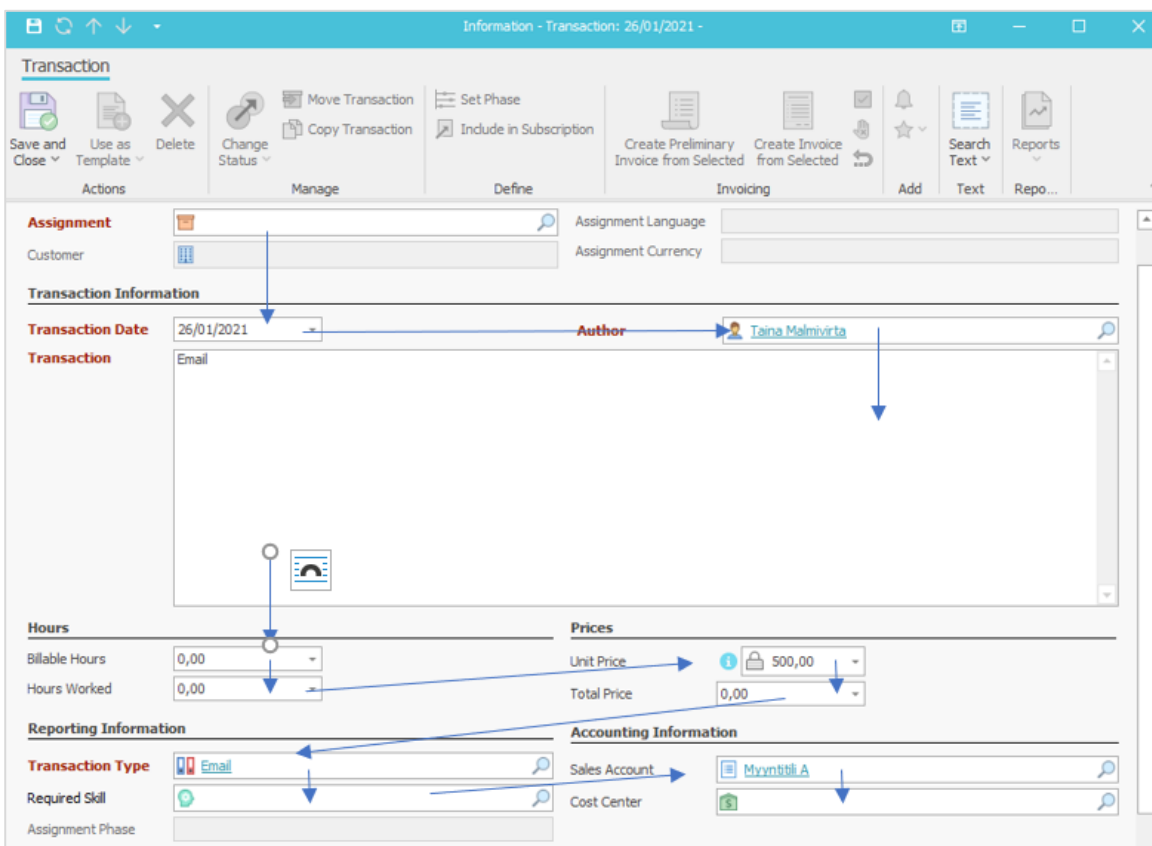 Information - Transaction: 26/01/2021 -
Transaction
Save and Close
Use as Template
Delete
Change Status
Move Transaction
Copy Transaction
Set Phase
Include in Subscription
Create Preliminary Invoice from Selected
Create Invoice from Selected
Search Text
Reports
Actions Manage Define Invoicing Add Text Repo...
Assignment
Assignment Language
Customer
Assignment Currency
Transaction Information
Transaction Date 26/01/2021 Author Taina Malmivirta
Transaction Email
Hours Prices
Billable Hours 0,00 Unit Price 500,00
Hours Worked 0,00 Total Price 0,00
Reporting Information Accounting Information
Transaction Type Email Sales Account Myyntitili A
Required Skill Cost Center
Assignment Phase